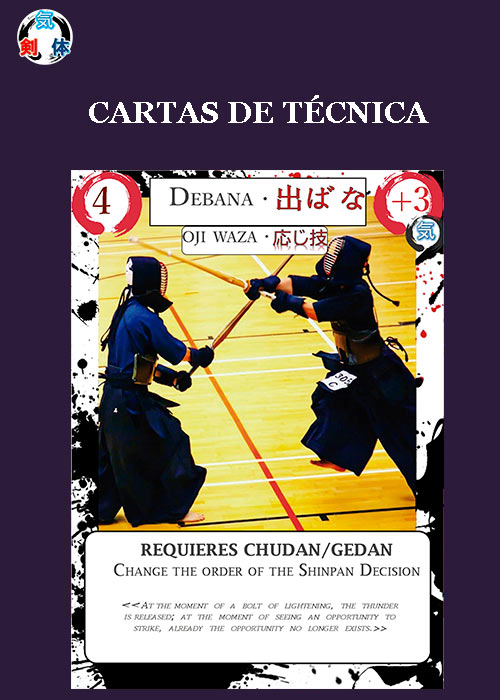 気
剣 体
CARTAS DE TÉCNICA
4
DEBANA · 出ばな
+3
気
OJI WAZA · 応じ技
303
C
REQUIERES CHUDAN/GEDAN
CHANGE THE ORDER OF THE SHINPAN DECISION
<<AT THE MOMENT OF A BOLT OF LIGHTENING, THE THUNDER
IS RELEASED; AT THE MOMENT OF SEEING AN OPPORTUNITY TO
STRIKE, ALREADY THE OPPORTUNITY NO LONGER EXISTS.>>